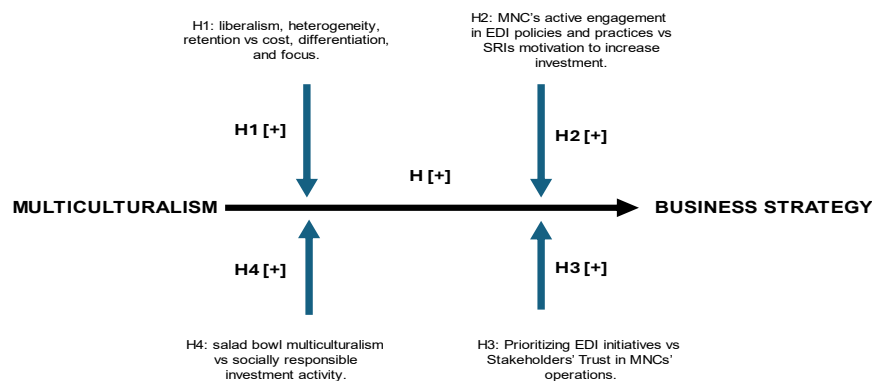 H1: liberalism, heterogeneity,
retention vs cost, differentiation,
and focus.
H2: MNC's active engagement
in EDI policies and practices vs
SRIs motivation to increase
investment.
H1 [+]
H2 [+]
H [+]
MULTICULTURALISM
BUSINESS STRATEGY
H4 [+]
H3 [+]
H4: salad bowl multiculturalism
vs socially responsible
investment activity.
H3: Prioritizing EDI initiatives vs
Stakeholders' Trust in MNCs'
operations.